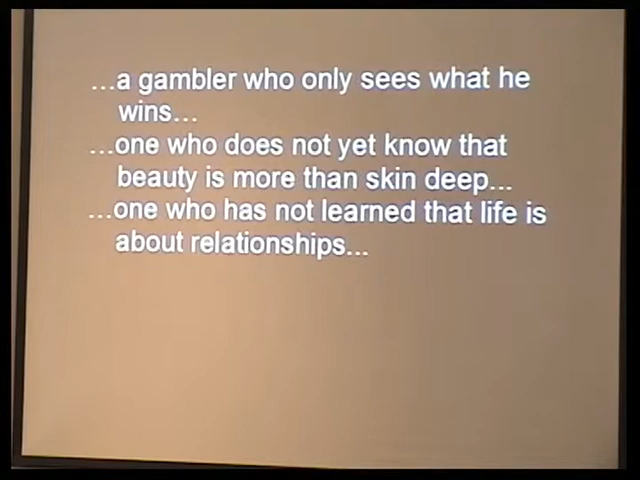 ...a gambler who only sees what he
wins...
...one who does not yet know that
beauty is more than skin deep...
...one who has not learned that life is
about relationships...